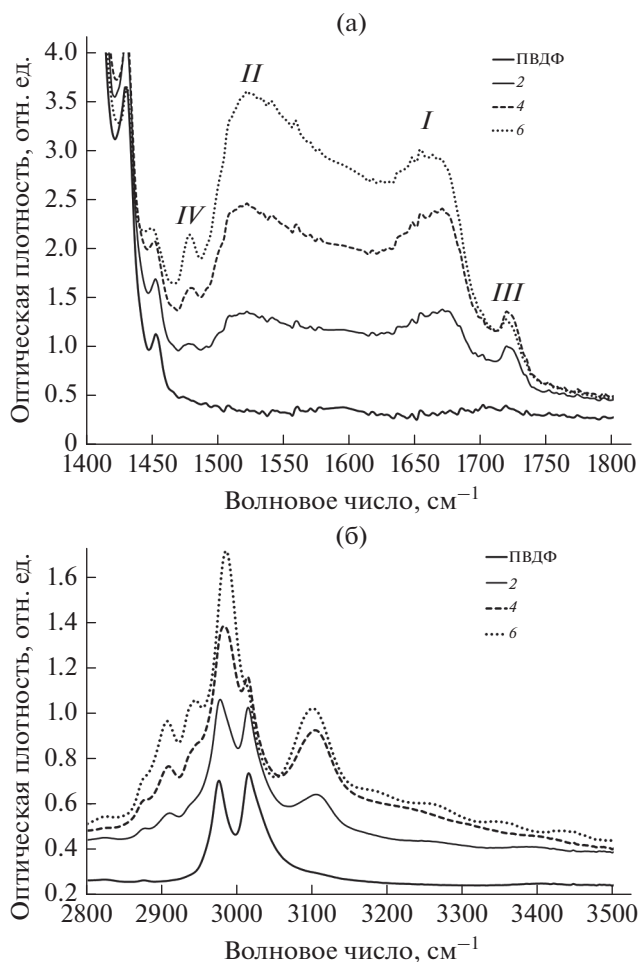 (а)
Оптическая плотность, отн. ед.
4.0
3.5
3.0
2.5
2.0
1.5
1.0
0.5
0
II
I
IV
III
ПВДФ
2
4
6
1400 1450 1500 1550 1600 1650 1700 1750 1800
Волновое число, см⁻¹
(б)
Оптическая плотность, отн. ед.
1.6
1.4
1.2
1.0
0.8
0.6
0.4
0.2
ПВДФ
2
4
6
2800 2900 3000 3100 3200 3300 3400 3500
Волновое число, см⁻¹